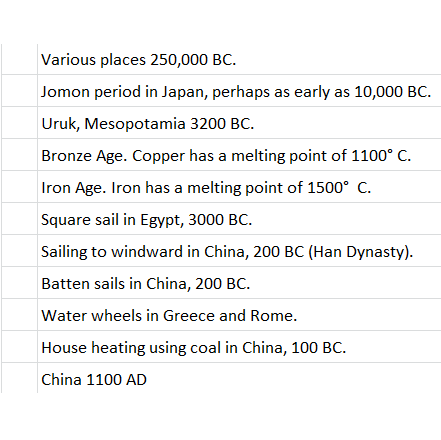 Various places 250,000 BC.
Jomon period in Japan, perhaps as early as 10,000 BC.
Uruk, Mesopotamia 3200 BC.
Bronze Age. Copper has a melting point of 1100° C.
Iron Age. Iron has a melting point of 1500°  C.
Square sail in Egypt, 3000 BC.
Sailing to windward in China, 200 BC (Han Dynasty).
Batten sails in China, 200 BC.
Water wheels in Greece and Rome.
House heating using coal in China, 100 BC.
China 1100 AD